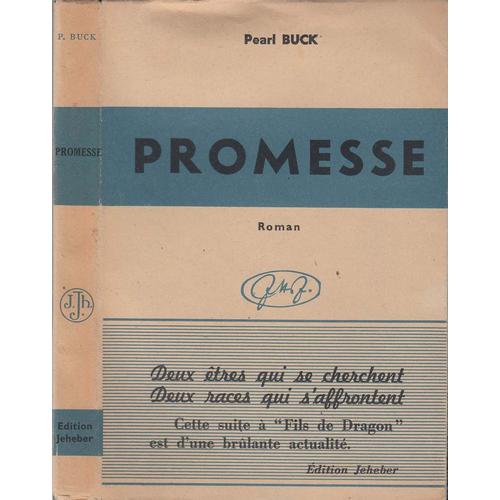 P. BUCK
PROMESSE
J.Jh.
Edition
Jeheber
Pearl BUCK
PROMESSE
Roman
Deux êtres qui se cherchent
Deux races qui s'affrontent
Cette suite à "Fils de Dragon"
est d'une brûlante actualité.
Édition Jeheber